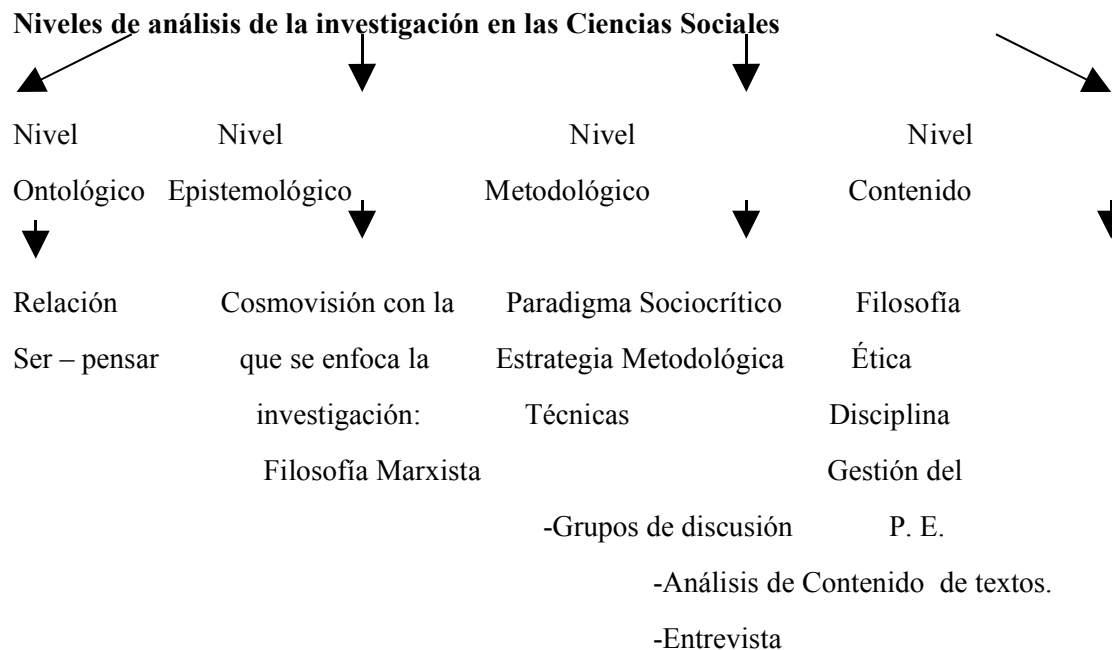 Niveles de análisis de la investigación en las Ciencias Sociales
Nivel Nivel Nivel Nivel
Ontológico Epistemológico Metodológico Contenido
Relación Cosmovisión con la Paradigma Sociocrítico Filosofía
Ser – pensar que se enfoca la Estrategia Metodológica Ética
investigación: Técnicas Disciplina
Filosofía Marxista Gestión del
-Grupos de discusión P. E.
-Análisis de Contenido de textos.
-Entrevista